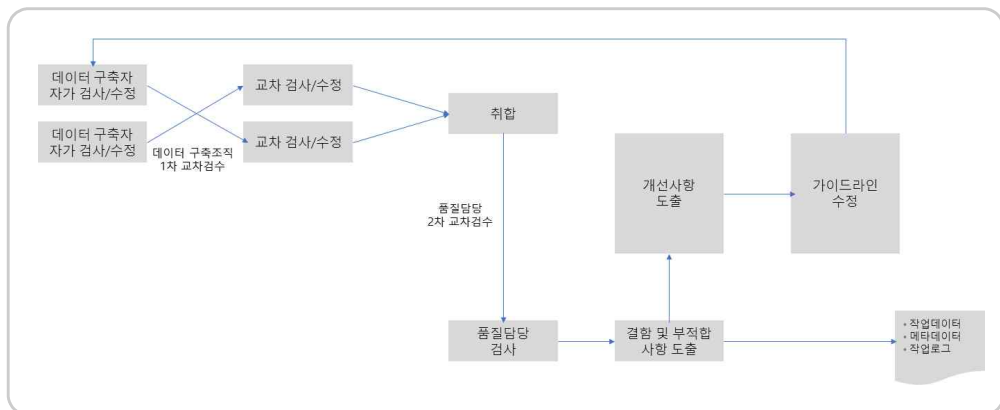 데이터 구축자
자가 검사/수정
교차 검사/수정
취합
데이터 구축자
자가 검사/수정
교차 검사/수정
데이터 구축조직
1차 교차검수
개선사항
도출
가이드라인
수정
품질담당
2차 교차검수
품질담당
검사
결함 및 부적합
사항 도출
• 작업데이터
• 메타데이터
• 작업로그